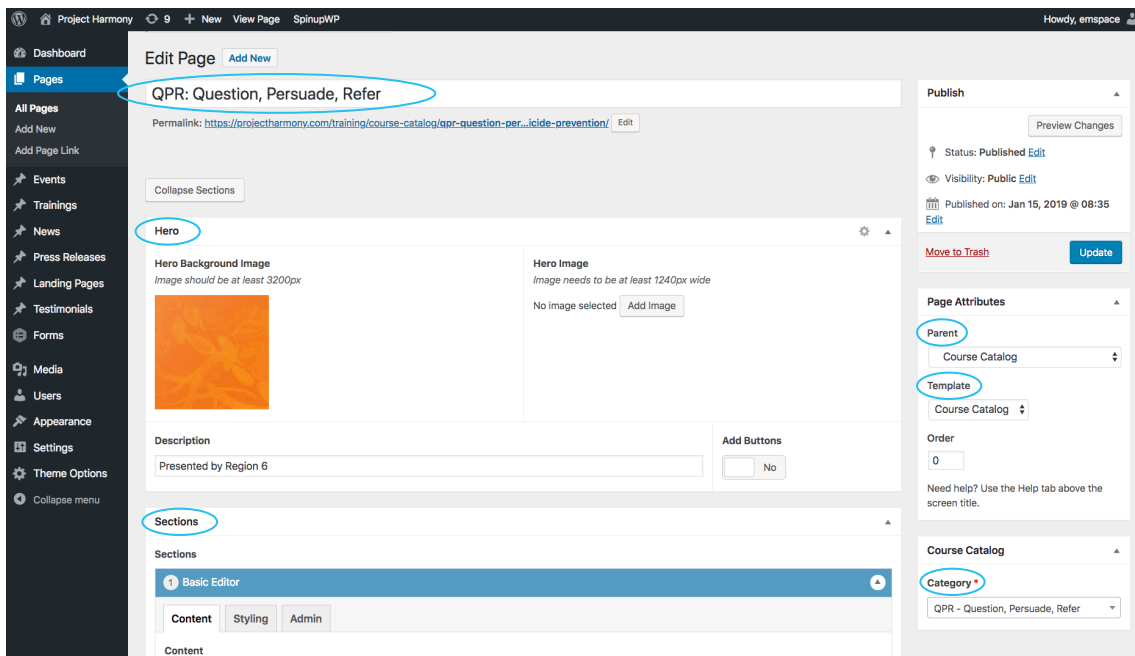 Project Harmony 9 New View Page SpinupWP Howdy, emspace
Dashboard
Pages
All Pages
Add New
Add Page Link
Events
Trainings
News
Press Releases
Landing Pages
Testimonials
Forms
Media
Users
Appearance
Settings
Theme Options
Collapse menu
Edit Page Add New
QPR: Question, Persuade, Refer
Permalink: https://projectharmony.com/training/course-catalog/qpr-question-per...icide-prevention/ Edit
Collapse Sections
Hero
Hero Background Image
Image should be at least 3200px
Hero Image
Image needs to be at least 1240px wide
No image selected Add Image
Description
Presented by Region 6
Add Buttons
No
Sections
Sections
1 Basic Editor
Content Styling Admin
Content
Publish
Preview Changes
Status: Published Edit
Visibility: Public Edit
Published on: Jan 15, 2019 @ 08:35
Edit
Move to Trash Update
Page Attributes
Parent
Course Catalog
Template
Course Catalog
Order
0
Need help? Use the Help tab above the
screen title.
Course Catalog
Category *
QPR - Question, Persuade, Refer